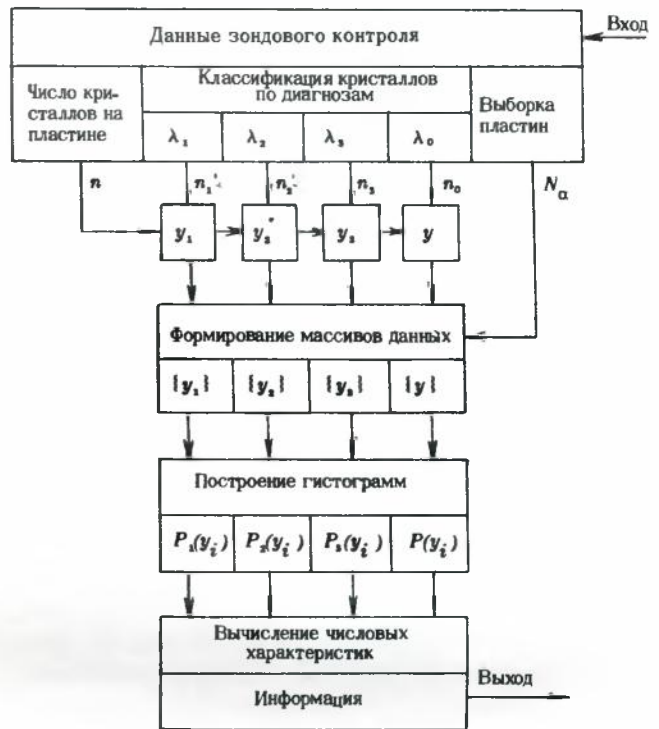 Вход
Данные зондового контроля
Число кри-
сталлов на
пластине
Классификация кристаллов
по диагнозам
λ₁ λ₂ λ₃ λ₀
Выборка
пластин
n n₁ n₂ n₃ n₀ Nα
y₁ y₂ y₃ y
Формирование массивов данных
{y₁} {y₂} {y₃} {y}
Построение гистограмм
P₁(yᵢ) P₂(yᵢ) P₃(yᵢ) P(yᵢ)
Вычисление числовых
характеристик
Информация
Выход